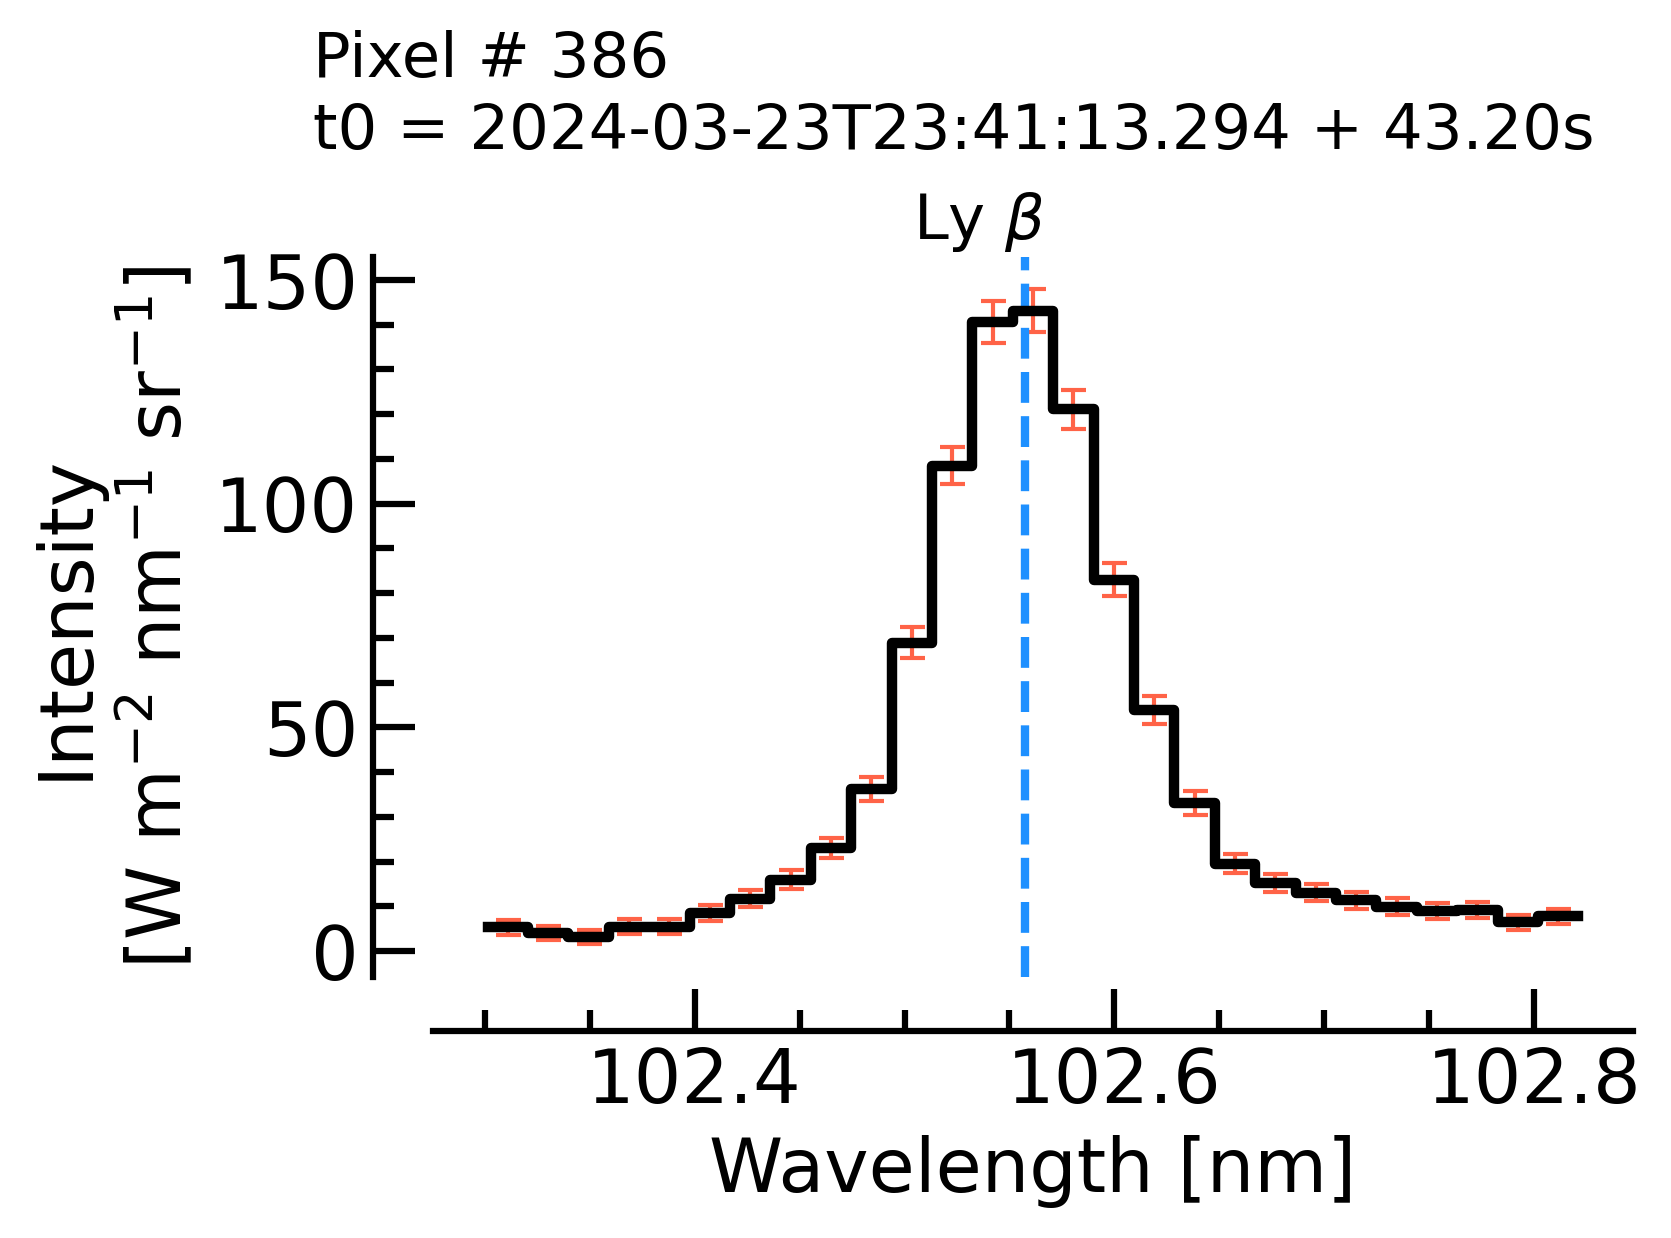 Pixel # 386
t0 = 2024-03-23T23:41:13.294 + 43.20s
Ly β
Intensity
[W m⁻² nm⁻¹ sr⁻¹]
150
100
50
0
102.4 102.6 102.8
Wavelength [nm]